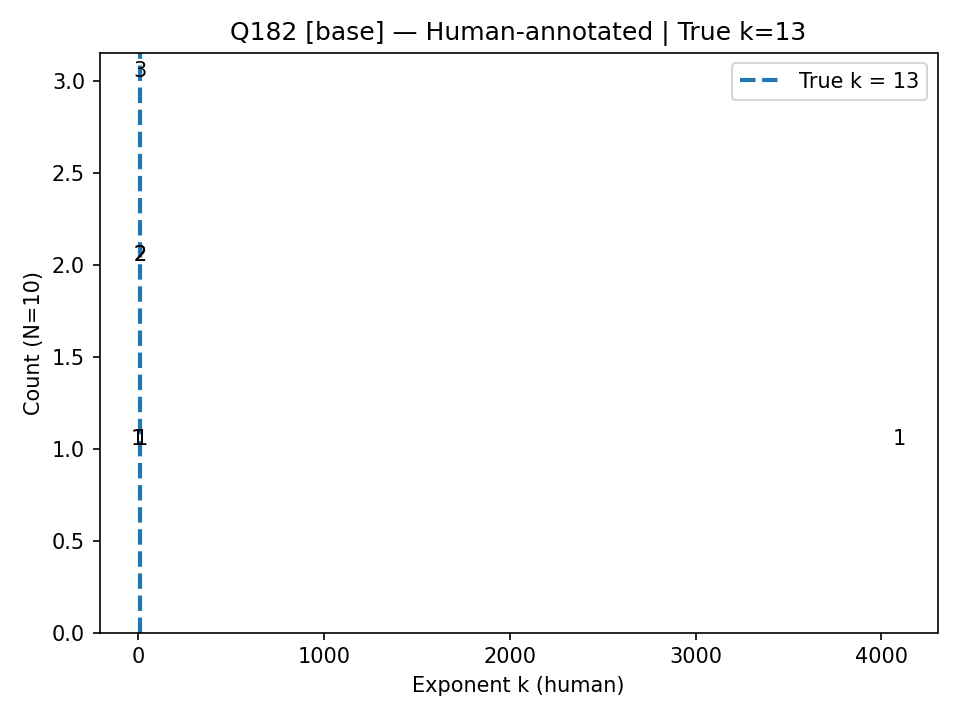 Q182 [base] — Human-annotated | True k=13
True k = 13
3.0
2.5
2.0
1.5
1.0
0.5
0.0
3
2
1
1
1
Count (N=10)
0 1000 2000 3000 4000
Exponent k (human)